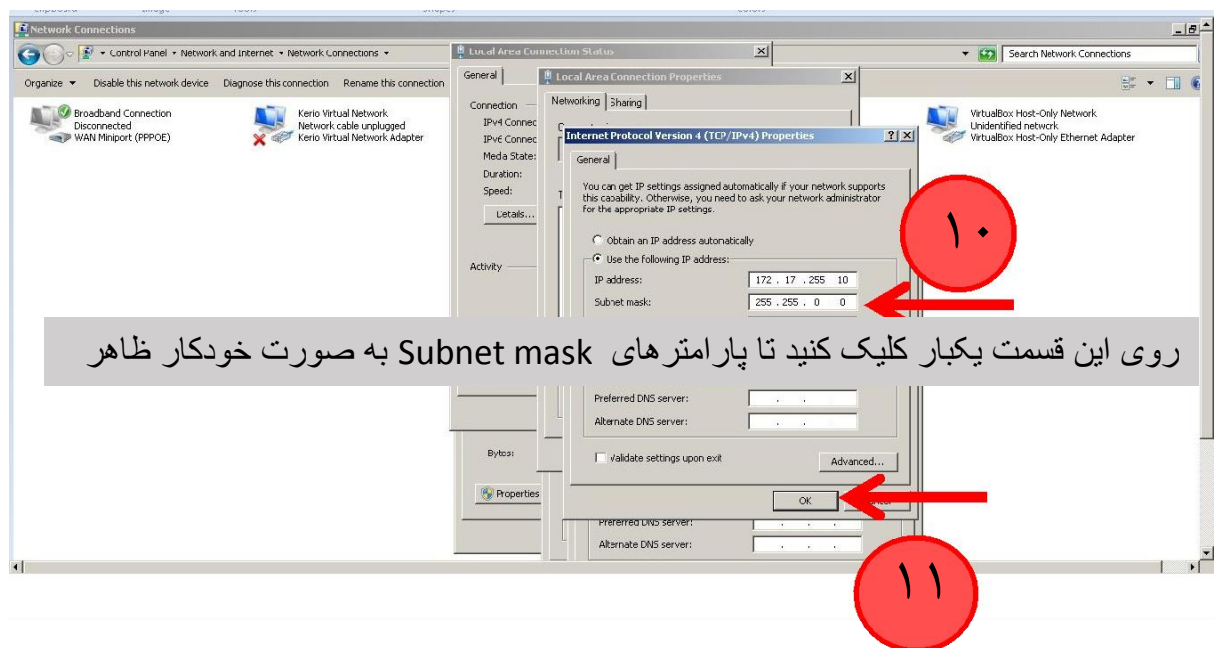 Network Connections
Control Panel Network and Internet Network Connections
Search Network Connections
Organize Disable this network device Diagnose this connection Rename this connection
Broadband Connection
Disconnected
WAN Miniport (PPPOE)
Kerio Virtual Network
Network cable unplugged
Kerio Virtual Network Adapter
VirtualBox Host-Only Network
Unidentified network
VirtualBox Host-Only Ethernet Adapter
Local Area Connection Status
General
Connection
IPv4 Connec
IPv6 Connec
Media State:
Duration:
Speed:
Details...
Activity
Bytes:
Properties
Local Area Connection Properties
Networking Sharing
Internet Protocol Version 4 (TCP/IPv4) Properties
General
You can get IP settings assigned automatically if your network supports
this capability. Otherwise, you need to ask your network administrator
for the appropriate IP settings.
Obtain an IP address automatically
Use the following IP address:
IP address: 172 . 17 . 255 10
Subnet mask: 255 . 255 . 0 0
۱۰
روی این قسمت یکبار کلیک کنید تا پارامترهای Subnet mask به صورت خودکار ظاهر
Preferred DNS server:
Alternate DNS server:
Validate settings upon exit
Advanced...
OK
۱۱
Preferred DNS server:
Alternate DNS server: